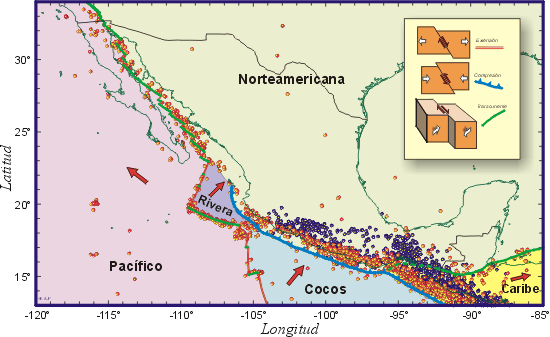 Extensión
Compresión
Transcurrente
30°
25°
20°
15°
Latitud
Norteamericana
Rivera
Pacífico
Cocos
Caribe
-120° -115° -110° -105° -100° -95° -90° -85°
Longitud